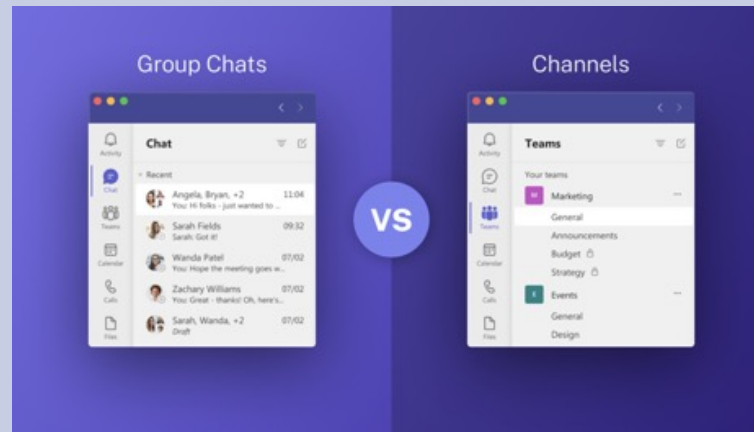 Group Chats
Channels
VS
Activity
Chat
Teams
Calendar
Calls
Files
Chat
Recent
Angela, Bryan, +2 11:04
You: Hi folks - just wanted to ...
Sarah Fields 09:32
Sarah: Got it!
Wanda Patel 07/02
You: Hope the meeting goes w...
Zachary Williams 07/02
You: Great - thanks! Oh, here's...
Sarah, Wanda, +2 07/02
Draft
Activity
Chat
Teams
Calendar
Calls
Files
Teams
Your teams
M Marketing ...
General
Announcements
Budget
Strategy
E Events ...
General
Design